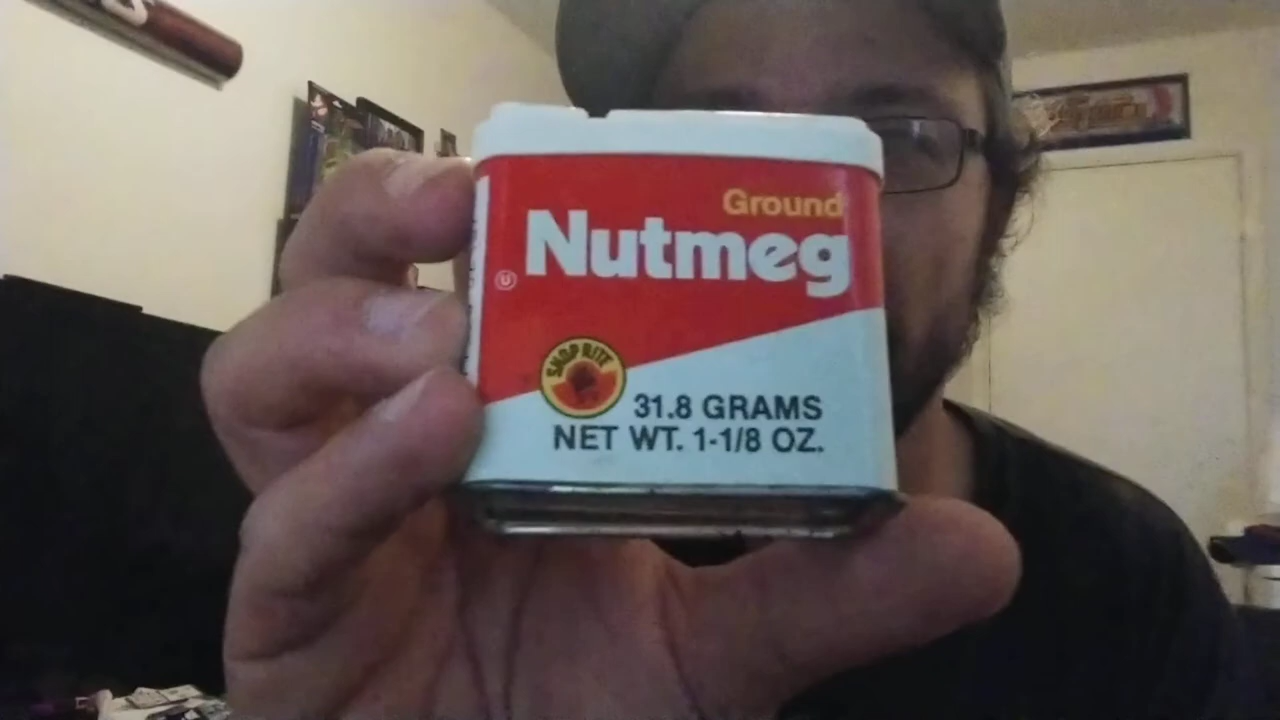 Ground
Nutmeg
U
SHOP RITE
31.8 GRAMS
NET WT. 1-1/8 OZ.